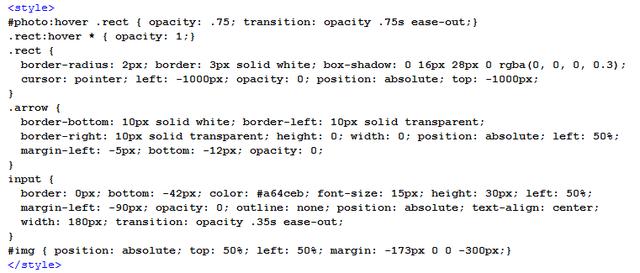 <style>
#photo:hover .rect { opacity: .75; transition: opacity .75s ease-out;}
.rect:hover * { opacity: 1;}
.rect {
  border-radius: 2px; border: 3px solid white; box-shadow: 0 16px 28px 0 rgba(0, 0, 0, 0.3);
  cursor: pointer; left: -1000px; opacity: 0; position: absolute; top: -1000px;
}
.arrow {
  border-bottom: 10px solid white; border-left: 10px solid transparent;
  border-right: 10px solid transparent; height: 0; width: 0; position: absolute; left: 50%;
  margin-left: -5px; bottom: -12px; opacity: 0;
}
input {
  border: 0px; bottom: -42px; color: #a64ceb; font-size: 15px; height: 30px; left: 50%;
  margin-left: -90px; opacity: 0; outline: none; position: absolute; text-align: center;
  width: 180px; transition: opacity .35s ease-out;
}
#img { position: absolute; top: 50%; left: 50%; margin: -173px 0 0 -300px;}
</style>